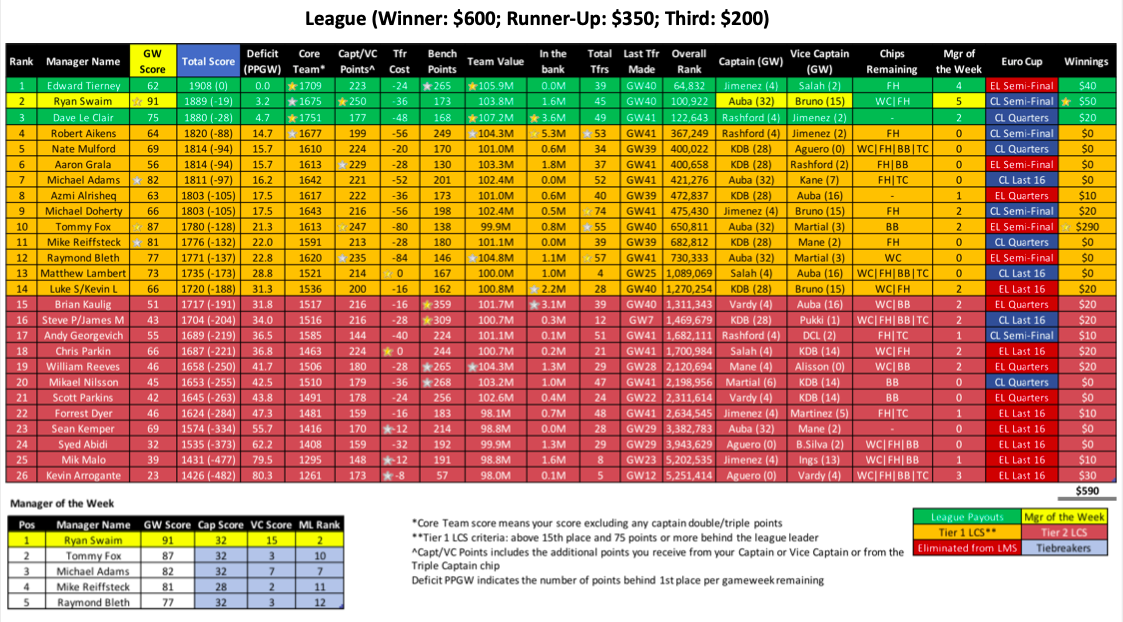 League (Winner: $600; Runner-Up: $350; Third: $200)
Rank Manager Name GW Score Total Score Deficit (PPGW) Core Team* Capt/VC Points^ Tfr Cost Bench Points Team Value In the bank Total Tfrs Last Tfr Made Overall Rank Captain (GW) Vice Captain (GW) Chips Remaining Mgr of the Week Euro Cup Winnings
1 Edward Tierney 62 1908 (0) 0.0 1709 223 -24 265 105.9M 0.0M 39 GW40 64,832 Jimenez (4) Salah (2) FH 4 EL Semi-Final $40
2 Ryan Swaim 91 1889 (-19) 3.2 1675 250 -36 173 103.8M 1.6M 45 GW40 100,922 Auba (32) Bruno (15) WC|FH 5 CL Semi-Final $50
3 Dave Le Clair 75 1880 (-28) 4.7 1751 177 -48 168 107.2M 3.6M 49 GW41 122,643 Rashford (4) Jimenez (2) - 2 CL Quarters $20
4 Robert Aikens 64 1820 (-88) 14.7 1677 199 -56 249 104.3M 5.3M 53 GW41 367,249 Rashford (4) Jimenez (2) FH 0 CL Semi-Final $0
5 Nate Mulford 69 1814 (-94) 15.7 1610 224 -20 170 101.0M 0.6M 34 GW39 400,022 KDB (28) Aguero (0) WC|FH|BB|TC 0 CL Quarters $0
6 Aaron Grala 56 1814 (-94) 15.7 1613 229 -28 130 103.3M 1.8M 37 GW41 400,658 KDB (28) Rashford (2) FH|BB 0 EL Semi-Final $0
7 Michael Adams 82 1811 (-97) 16.2 1642 221 -52 201 102.4M 0.0M 52 GW41 421,276 Auba (32) Kane (7) FH|TC 0 CL Last 16 $0
8 Azmi Alrisheq 63 1803 (-105) 17.5 1617 222 -36 173 101.0M 0.6M 40 GW39 472,837 KDB (28) Auba (16) - 1 EL Quarters $10
9 Michael Doherty 66 1803 (-105) 17.5 1643 216 -56 198 102.4M 0.5M 74 GW41 475,430 Jimenez (4) Bruno (15) FH 2 CL Semi-Final $20
10 Tommy Fox 87 1780 (-128) 21.3 1613 247 -80 138 99.9M 0.8M 55 GW40 650,811 Auba (32) Martial (3) BB 2 EL Semi-Final $290
11 Mike Reiffsteck 81 1776 (-132) 22.0 1591 213 -28 180 101.1M 0.0M 39 GW39 682,812 KDB (28) Mane (2) FH 0 CL Quarters $0
12 Raymond Bleth 77 1771 (-137) 22.8 1620 235 -84 146 104.8M 1.1M 57 GW41 730,333 Auba (32) Martial (3) WC 0 EL Semi-Final $0
13 Matthew Lambert 73 1735 (-173) 28.8 1521 214 0 167 100.0M 1.0M 4 GW25 1,089,069 Salah (4) Auba (16) WC|FH|BB|TC 0 CL Last 16 $0
14 Luke S/Kevin L 66 1720 (-188) 31.3 1536 200 -16 162 100.8M 2.2M 28 GW40 1,270,254 KDB (28) Bruno (15) WC|FH|BB 2 EL Last 16 $20
15 Brian Kaulig 51 1717 (-191) 31.8 1517 216 -16 359 101.7M 3.1M 39 GW40 1,311,343 Vardy (4) Auba (16) WC|BB 2 EL Quarters $20
16 Steve P/James M 43 1704 (-204) 34.0 1516 216 -28 309 100.7M 0.3M 12 GW7 1,469,679 KDB (28) Pukki (1) WC|FH|BB|TC 2 CL Last 16 $20
17 Andy Georgevich 55 1689 (-219) 36.5 1585 144 -40 224 101.1M 0.1M 51 GW41 1,682,111 Rashford (4) DCL (2) FH|TC 1 CL Semi-Final $10
18 Chris Parkin 66 1687 (-221) 36.8 1463 224 0 244 100.7M 0.2M 21 GW41 1,700,984 Salah (4) KDB (14) WC|FH 2 EL Last 16 $20
19 William Reeves 46 1658 (-250) 41.7 1506 180 -28 265 104.3M 1.3M 29 GW28 2,120,694 Mane (4) Alisson (0) WC|BB 2 EL Quarters $20
20 Mikael Nilsson 45 1653 (-255) 42.5 1510 179 -36 268 103.2M 1.0M 47 GW41 2,198,956 Martial (6) KDB (14) BB 0 CL Quarters $0
21 Scott Parkins 42 1645 (-263) 43.8 1491 178 -24 256 102.6M 0.4M 24 GW22 2,311,614 Vardy (4) KDB (14) WC|BB 0 EL Quarters $0
22 Forrest Dyer 46 1624 (-284) 47.3 1481 159 -16 183 98.1M 0.7M 48 GW41 2,634,545 Jimenez (4) Martinez (5) FH|TC 1 EL Last 16 $10
23 Sean Kemper 69 1574 (-334) 55.7 1416 170 -12 214 98.8M 0.0M 28 GW29 3,382,783 Auba (32) Mane (2) - 0 EL Last 16 $0
24 Syed Abidi 32 1535 (-373) 62.2 1408 159 -32 192 99.9M 1.3M 29 GW29 3,943,629 Aguero (0) B.Silva (2) WC|FH|BB 0 EL Last 16 $0
25 Mik Malo 39 1431 (-477) 79.5 1295 148 -12 191 98.8M 1.6M 8 GW23 5,202,535 Jimenez (4) Ings (13) WC|FH|BB 1 EL Last 16 $10
26 Kevin Arrogante 23 1426 (-482) 80.3 1261 173 -8 57 98.0M 0.1M 5 GW12 5,251,414 Aguero (0) Vardy (4) WC|FH|BB|TC 3 EL Last 16 $30
$590
Manager of the Week
Pos Manager Name GW Score Cap Score VC Score ML Rank
1 Ryan Swaim 91 32 15 2
2 Tommy Fox 87 32 3 10
3 Michael Adams 82 32 7 7
4 Mike Reiffsteck 81 28 2 11
5 Raymond Bleth 77 32 3 12
*Core Team score means your score excluding any captain double/triple points
**Tier 1 LCS criteria: above 15th place and 75 points or more behind the league leader
^Capt/VC Points includes the additional points you receive from your Captain or Vice Captain or from the
Triple Captain chip
Deficit PPGW indicates the number of points behind 1st place per gameweek remaining
League Payouts Mgr of the Week
Tier 1 LCS** Tier 2 LCS
Eliminated from LMS Tiebreakers